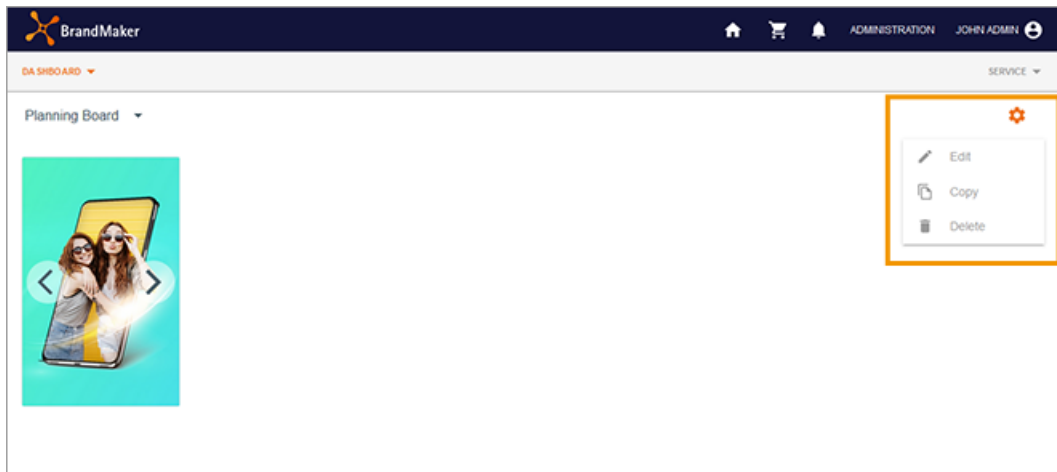 BrandMaker ADMINISTRATION JOHN ADMIN
DASHBOARD SERVICE
Planning Board
Edit
Copy
Delete